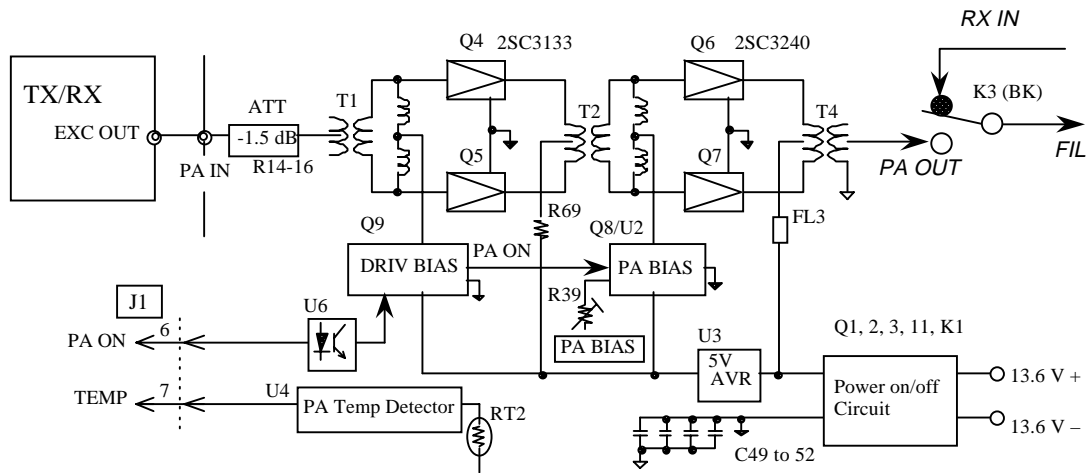 RX IN
Q4
2SC3133
Q6
2SC3240
TX/RX
K3 (BK)
ATT
T1
T2
T4
EXC OUT
-1.5 dB
PA IN
R14-16
PA OUT
FIL
Q5
Q7
R69
Q9
Q8/U2
FL3
PA ON
DRIV BIAS
PA BIAS
R39
J1
U6
Q1, 2, 3, 11, K1
PA ON
6
PA BIAS
U3
5V
AVR
13.6 V +
TEMP
7
U4
PA Temp Detector
RT2
Power on/off
Circuit
13.6 V –
C49 to 52